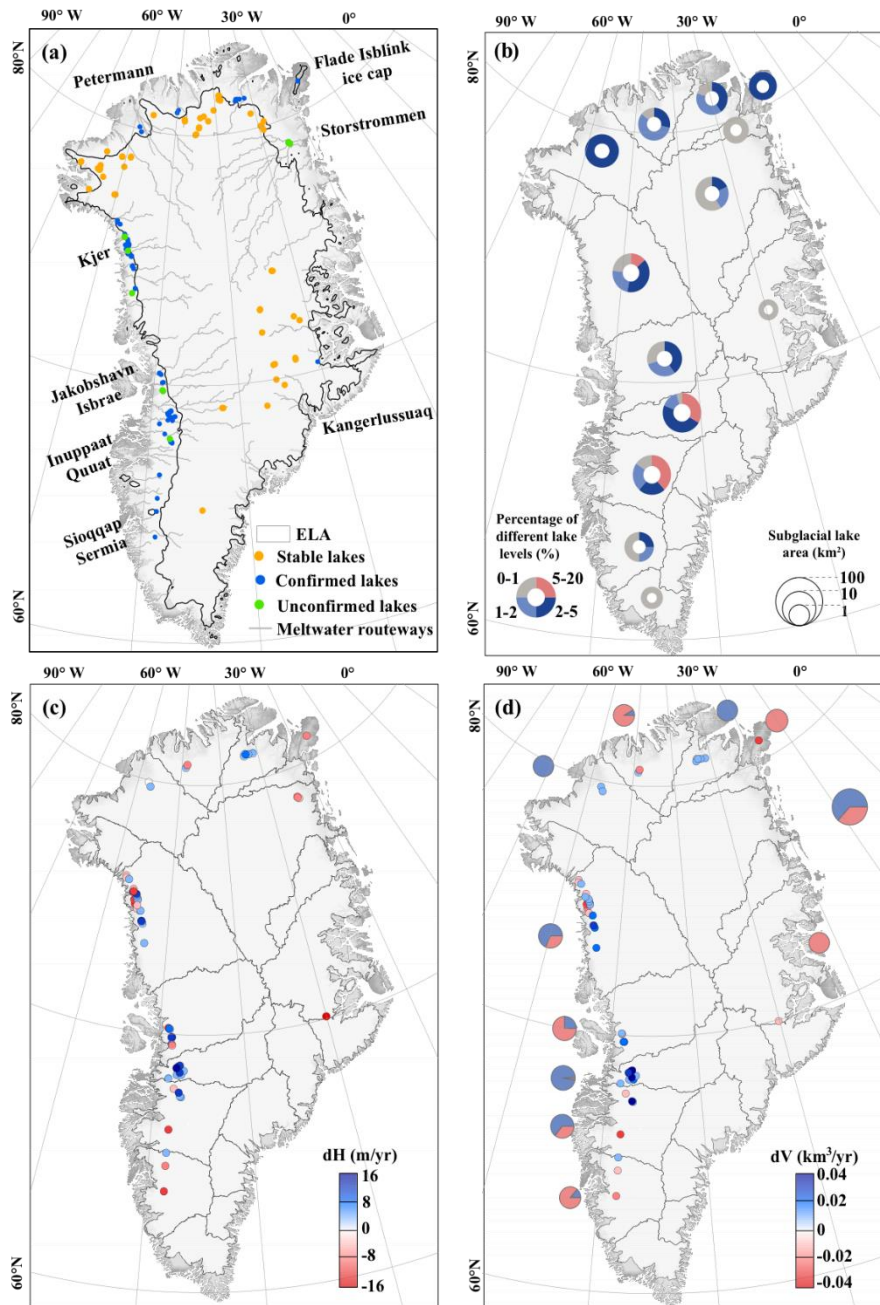 90° W 60°W 30°W 0°
80°N
(a)
Petermann
Flade Isblink
ice cap
Storstrommen
Kjer
Jakobshavn
Isbrae
Kangerlussuaq
Inuppaat
Quuat
Sioqqap
Sermia
ELA
Stable lakes
Confirmed lakes
Unconfirmed lakes
Meltwater routeways
60°N
90° W 60°W 30°W 0°
80°N
(b)
Percentage of
different lake
levels (%)
0-1 5-20
1-2 2-5
Subglacial lake
area (km²)
100
10
1
60°N
90° W 60°W 30°W 0°
80°N
(c)
dH (m/yr)
16
8
0
-8
-16
60°N
90° W 60°W 30°W 0°
80°N
(d)
dV (km³/yr)
0.04
0.02
0
-0.02
-0.04
60°N